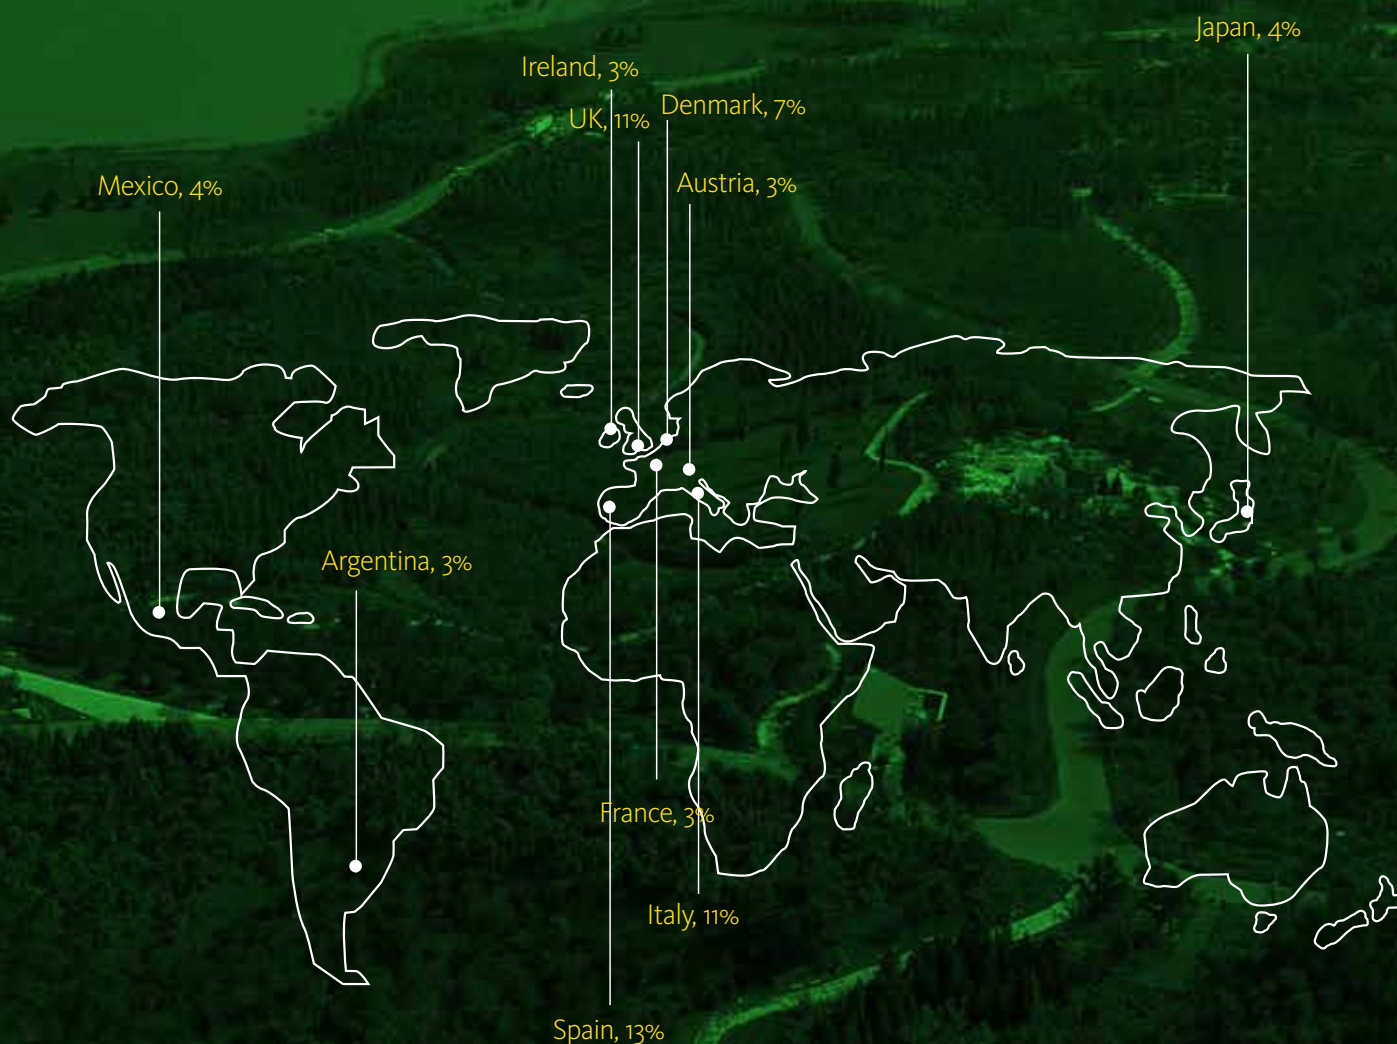 Japan, 4%
Ireland, 3%
Denmark, 7%
UK, 11%
Austria, 3%
Mexico, 4%
Argentina, 3%
France, 3%
Italy, 11%
Spain, 13%